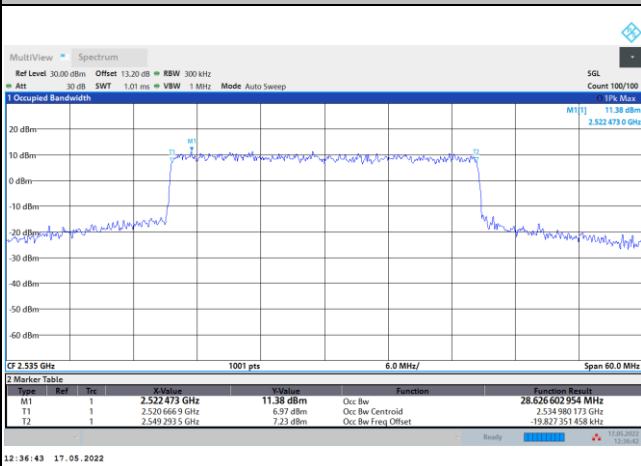 MultiView Spectrum
Ref Level 30.00 dBm Offset 13.20 dB RBW 300 kHz SGL
Att 30 dB SWT 1.01 ms VBW 1 MHz Mode Auto Sweep Count 100/100
1 Occupied Bandwidth 1Pk Max
M1[1] 11.38 dBm
2.522 473 0 GHz
20 dBm
M1
T1 T2
10 dBm
0 dBm
-10 dBm
-20 dBm
-30 dBm
-40 dBm
-50 dBm
-60 dBm
CF 2.535 GHz 1001 pts 6.0 MHz/ Span 60.0 MHz
2 Marker Table
Type Ref Trc X-Value Y-Value Function Function Result
M1 1 2.522 473 GHz 11.38 dBm Occ Bw 28.626 602 954 MHz
T1 1 2.520 666 9 GHz 6.97 dBm Occ Bw Centroid 2.534 980 173 GHz
T2 1 2.549 293 5 GHz 7.23 dBm Occ Bw Freq Offset -19.827 351 458 kHz
Ready 17.05.2022
12:36:42
12:36:43 17.05.2022